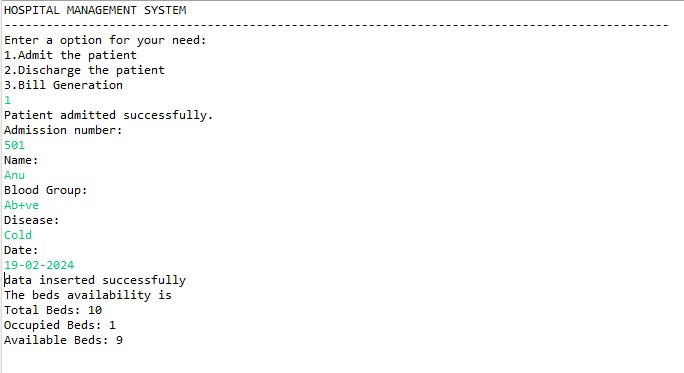 HOSPITAL MANAGEMENT SYSTEM
-----------------------------------------------------------------------------------------------
Enter a option for your need:
1.Admit the patient
2.Discharge the patient
3.Bill Generation
1
Patient admitted successfully.
Admission number:
501
Name:
Anu
Blood Group:
Ab+ve
Disease:
Cold
Date:
19-02-2024
data inserted successfully
The beds availability is
Total Beds: 10
Occupied Beds: 1
Available Beds: 9